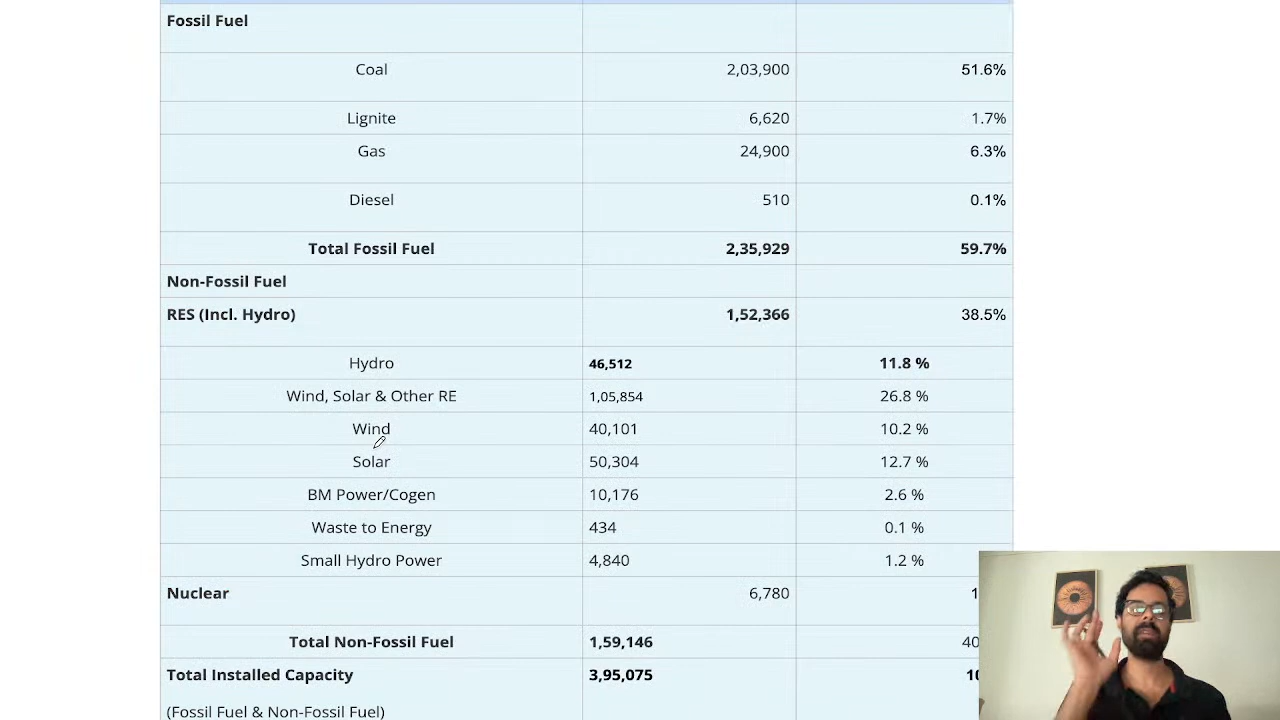 Fossil Fuel
Coal 2,03,900 51.6%
Lignite 6,620 1.7%
Gas 24,900 6.3%
Diesel 510 0.1%
Total Fossil Fuel 2,35,929 59.7%
Non-Fossil Fuel
RES (Incl. Hydro) 1,52,366 38.5%
Hydro 46,512 11.8 %
Wind, Solar & Other RE 1,05,854 26.8 %
Wind 40,101 10.2 %
Solar 50,304 12.7 %
BM Power/Cogen 10,176 2.6 %
Waste to Energy 434 0.1 %
Small Hydro Power 4,840 1.2 %
Nuclear 6,780 1
Total Non-Fossil Fuel 1,59,146 40
Total Installed Capacity 3,95,075 10
(Fossil Fuel & Non-Fossil Fuel)